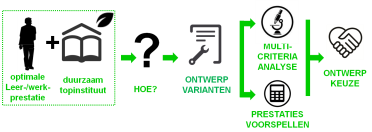 optimale
Leer-/werk-
prestatie
+
duurzaam
topinstituut
?
HOE?
ONTWERP
VARIANTEN
MULTI-
CRITERIA
ANALYSE
PRESTATIES
VOORSPELLEN
ONTWERP
KEUZE